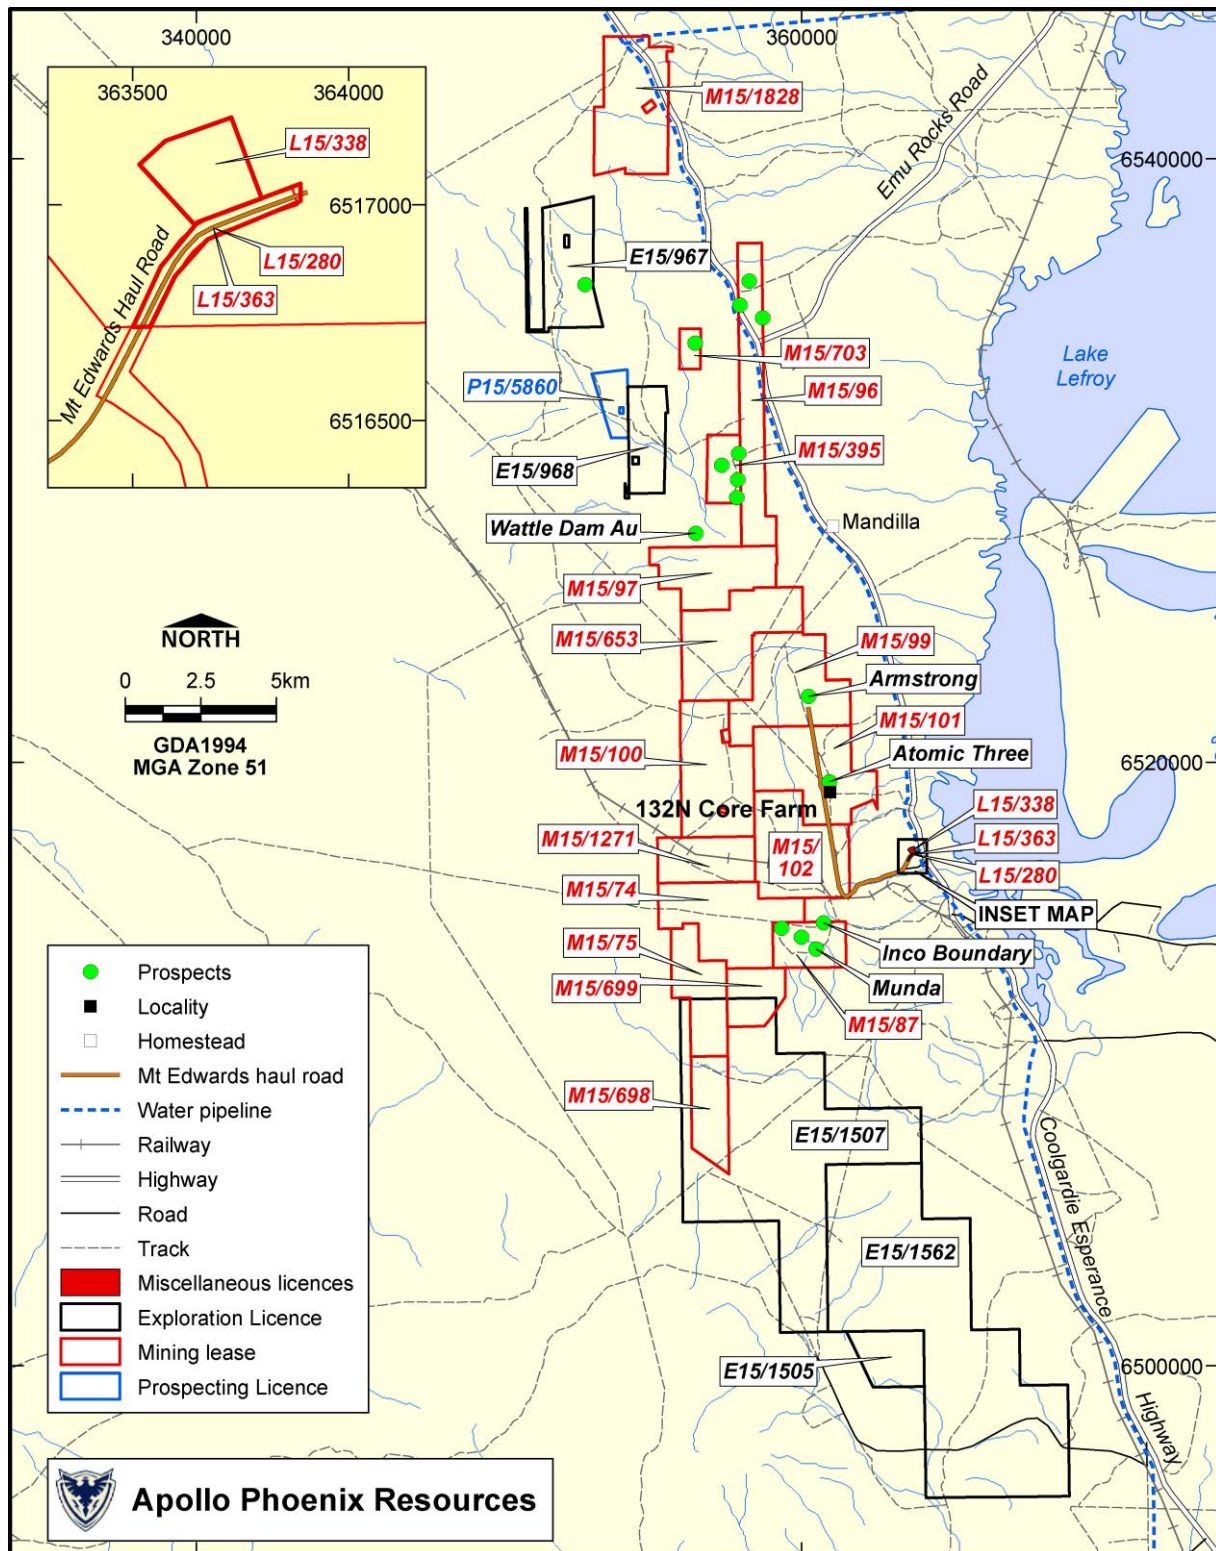 340000
360000
363500
364000
L15/338
6517000
L15/280
L15/363
Mt Edwards Haul Road
6516500
M15/1828
Emu Rocks Road
6540000
E15/967
M15/703
Lake
Lefroy
P15/5860
M15/96
M15/395
E15/968
Wattle Dam Au
Mandilla
M15/97
NORTH
M15/653
M15/99
0 2.5 5km
Armstrong
GDA1994
MGA Zone 51
M15/101
M15/100
Atomic Three
6520000
132N Core Farm
L15/338
M15/1271
M15/
102
L15/363
L15/280
M15/74
INSET MAP
M15/75
Inco Boundary
M15/699
Munda
M15/87
Prospects
Locality
Homestead
Mt Edwards haul road
Water pipeline
Railway
Highway
Road
Track
Miscellaneous licences
Exploration Licence
Mining lease
Prospecting Licence
M15/698
E15/1507
Coolgardie Esperance
Highway
E15/1562
E15/1505
6500000
Apollo Phoenix Resources